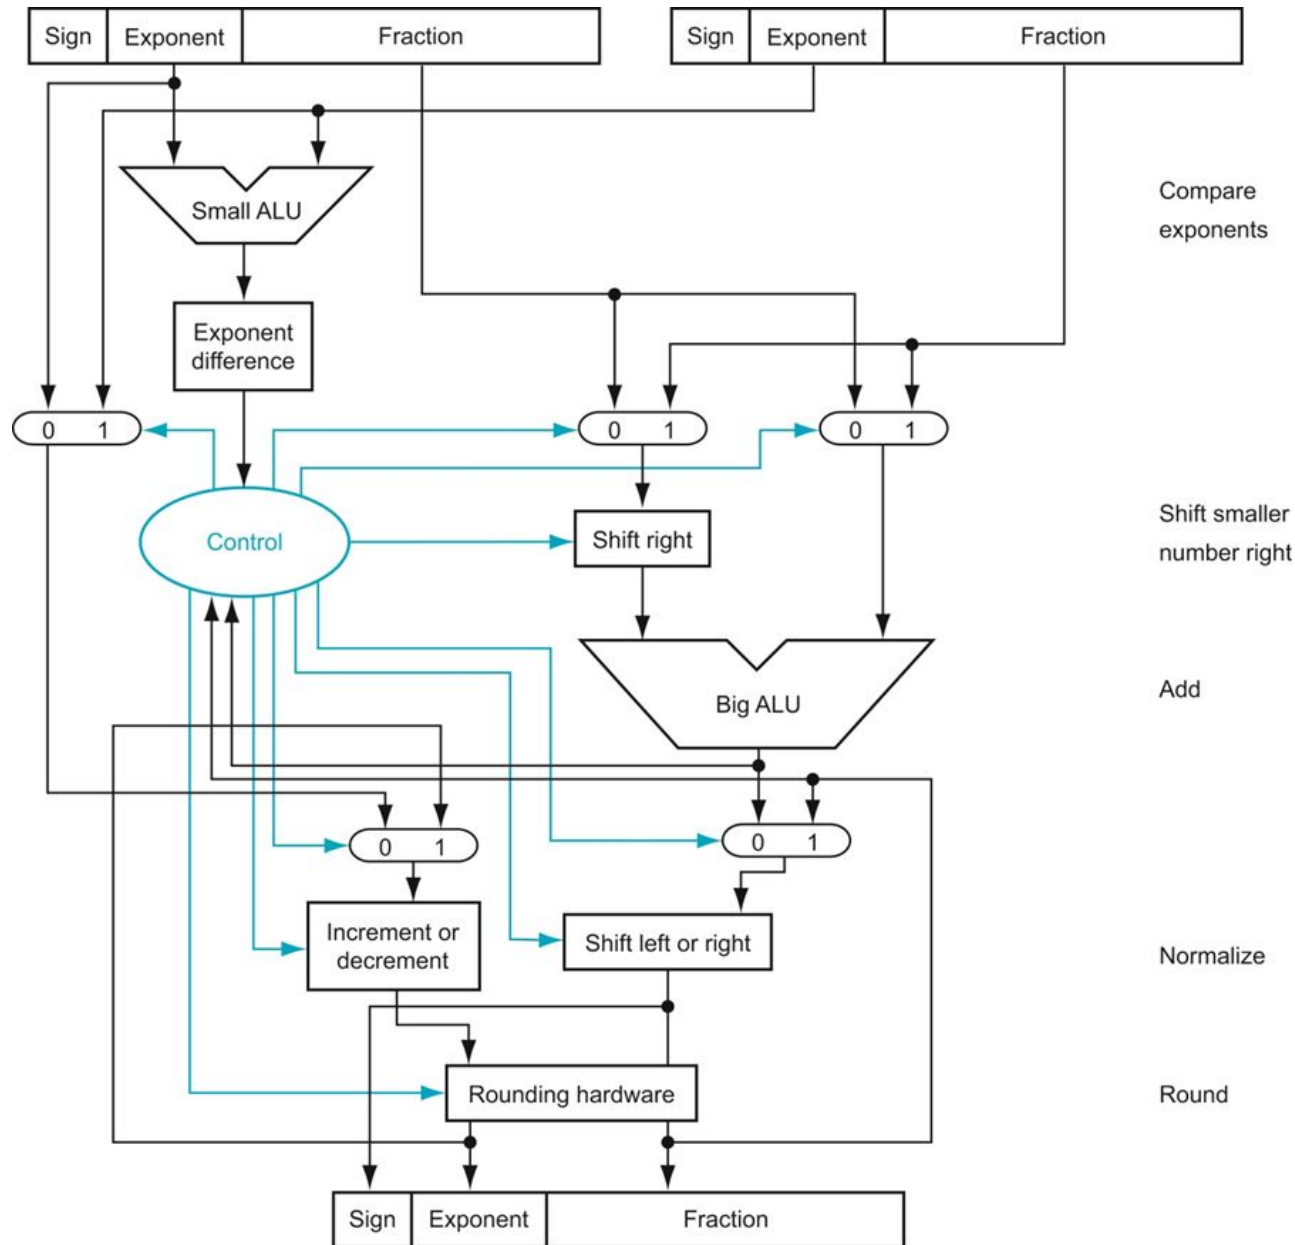 Sign Exponent Fraction Sign Exponent Fraction
Compare
exponents
Small ALU
Exponent
difference
0 1 0 1 0 1
Control
Shift right
Shift smaller
number right
Big ALU
Add
0 1 0 1
Increment or
decrement
Shift left or right
Normalize
Rounding hardware
Round
Sign Exponent Fraction